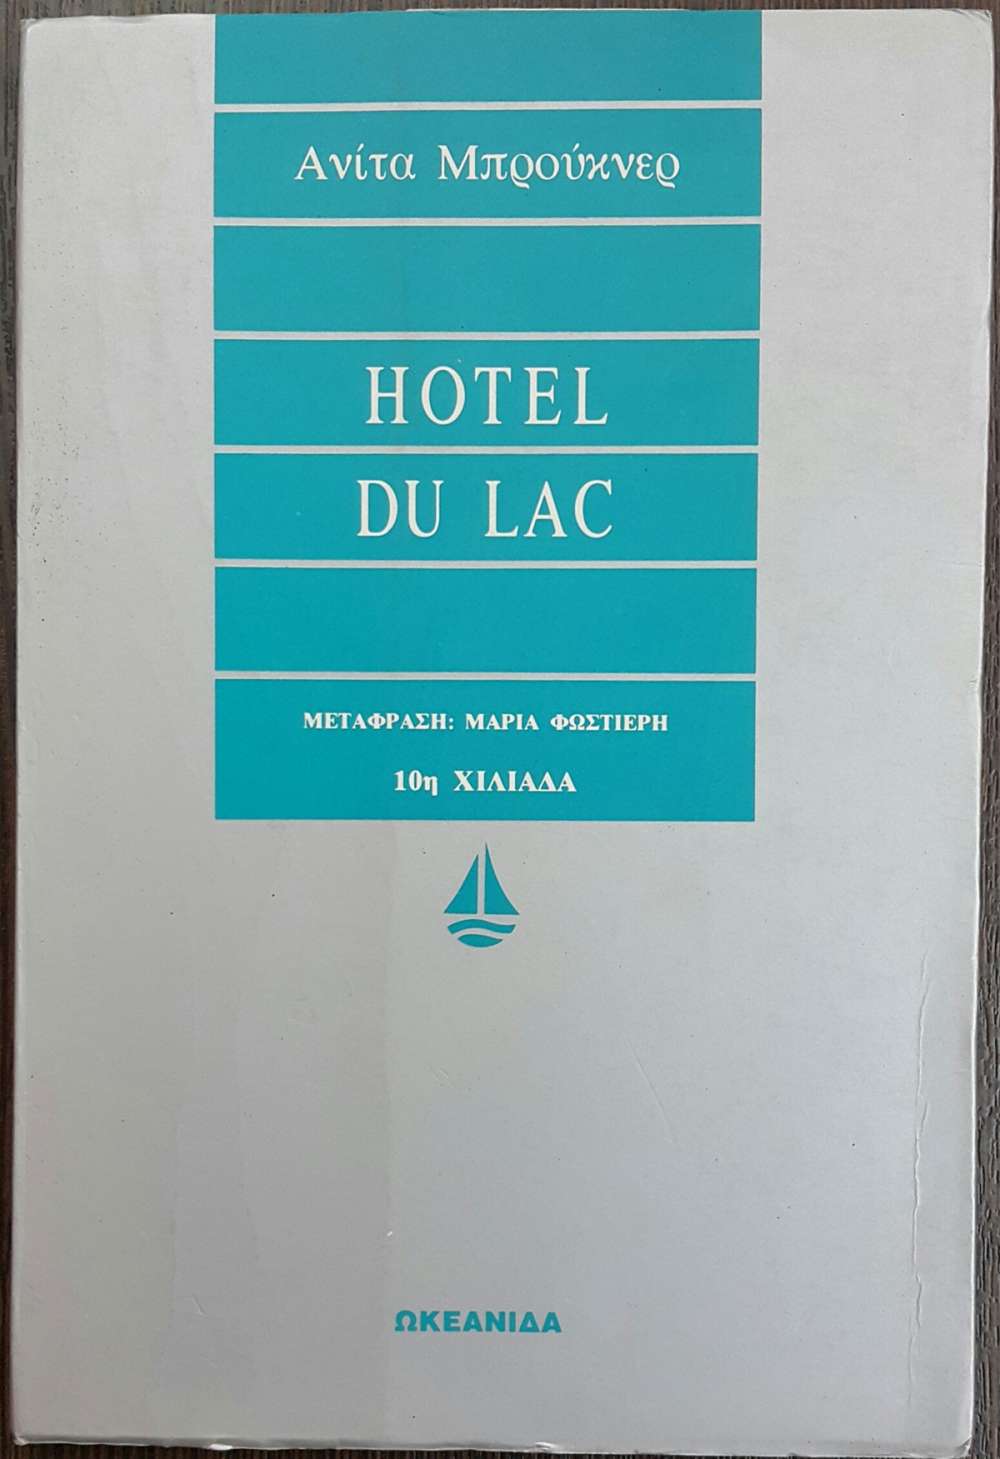 Ανίτα Μπρούκνερ
HOTEL
DU LAC
ΜΕΤΑΦΡΑΣΗ: ΜΑΡΙΑ ΦΩΣΤΙΕΡΗ
10η ΧΙΛΙΑΔΑ
ΩΚΕΑΝΙΔΑ